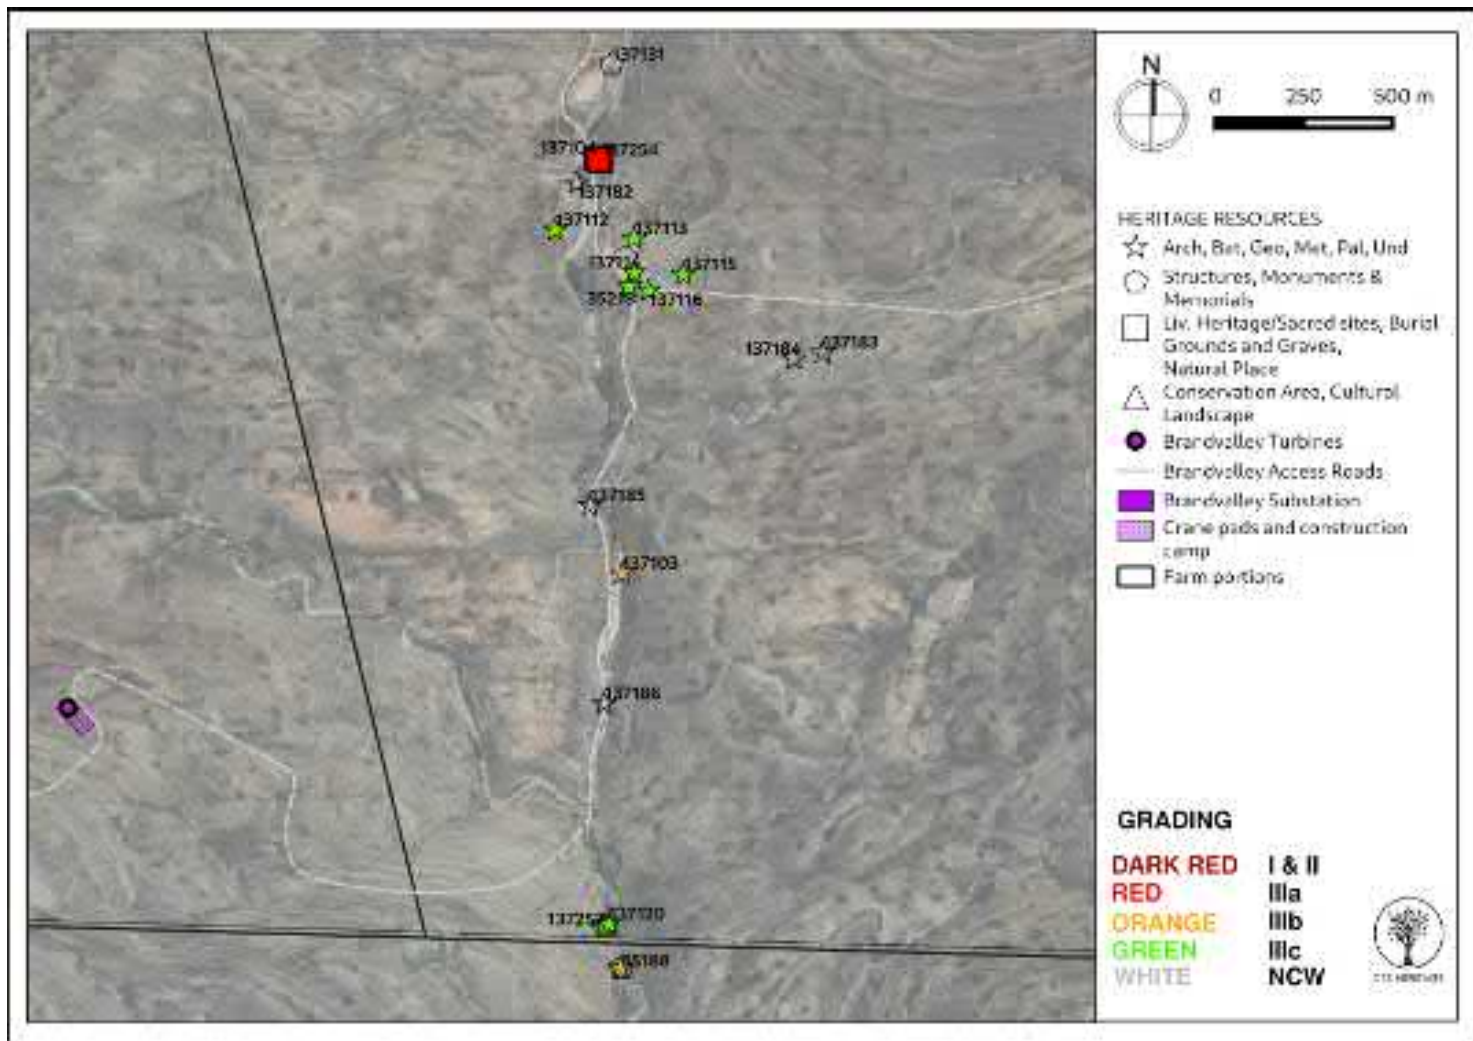 137131
137254
137182
137112
137113
137115
137116
137184
137183
137185
137103
137186
137120
N
0 250 500 m
HERITAGE RESOURCES
Arch, Bat, Geo, Met, Pal, Und
Structures, Monuments &
Memorials
Liv. Heritage/Sacred sites, Burial
Grounds and Graves,
Natural Place
Conservation Area, Cultural
Landscape
Brandvalley Turbines
Brandvalley Access Roads
Brandvalley Substation
Crane pads and construction
camp
Farm portions
GRADING
DARK RED I & II
RED IIIa
ORANGE IIIb
GREEN IIIc
WHITE NCW
CTS HERITAGE